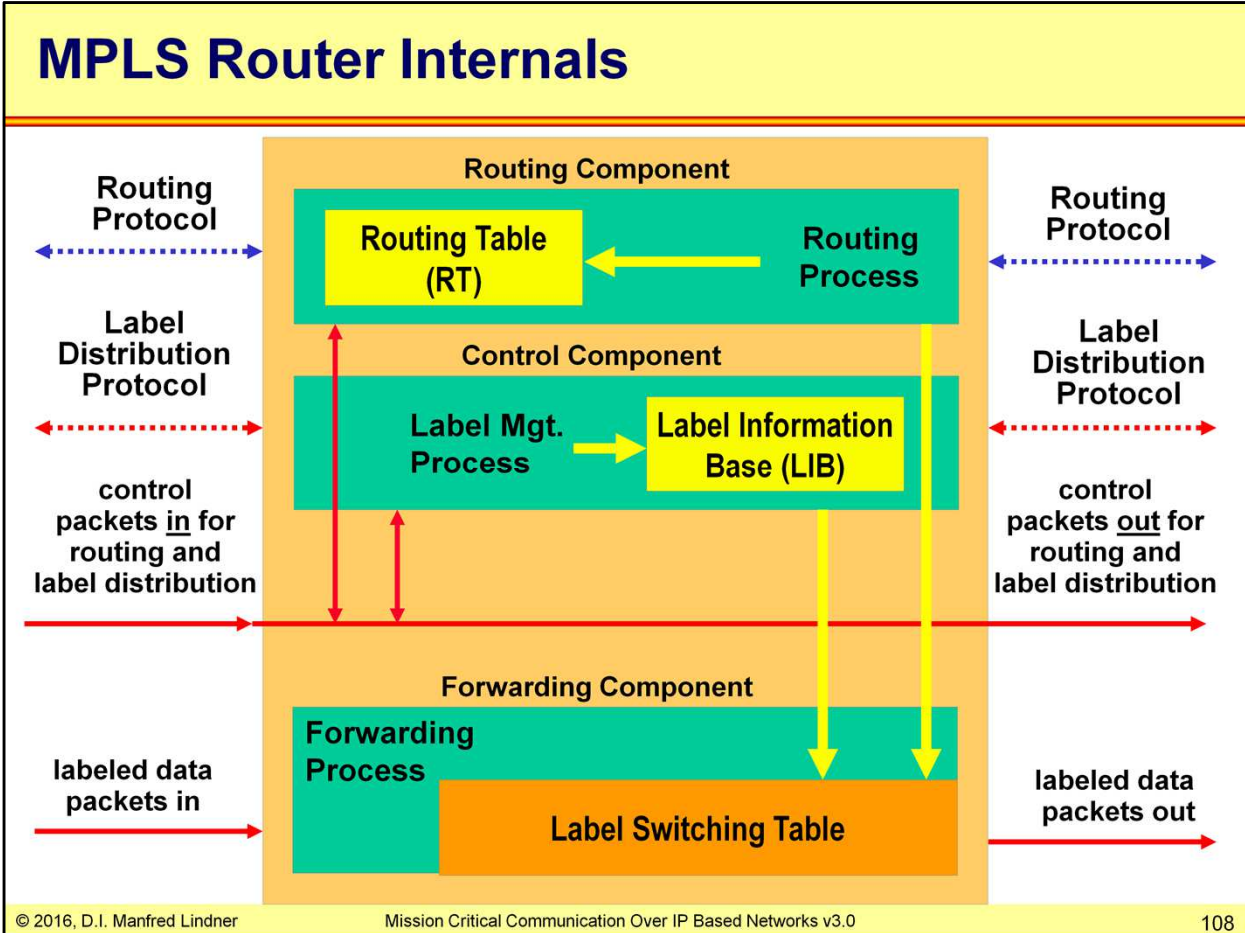 MPLS Router Internals
Routing Component
Routing
Protocol
Routing Table
(RT)
Routing
Process
Routing
Protocol
Label
Distribution
Protocol
Control Component
Label Mgt.
Process
Label Information
Base (LIB)
Label
Distribution
Protocol
control
packets in for
routing and
label distribution
control
packets out for
routing and
label distribution
Forwarding Component
Forwarding
Process
labeled data
packets in
Label Switching Table
labeled data
packets out
© 2016, D.I. Manfred Lindner
Mission Critical Communication Over IP Based Networks v3.0
108